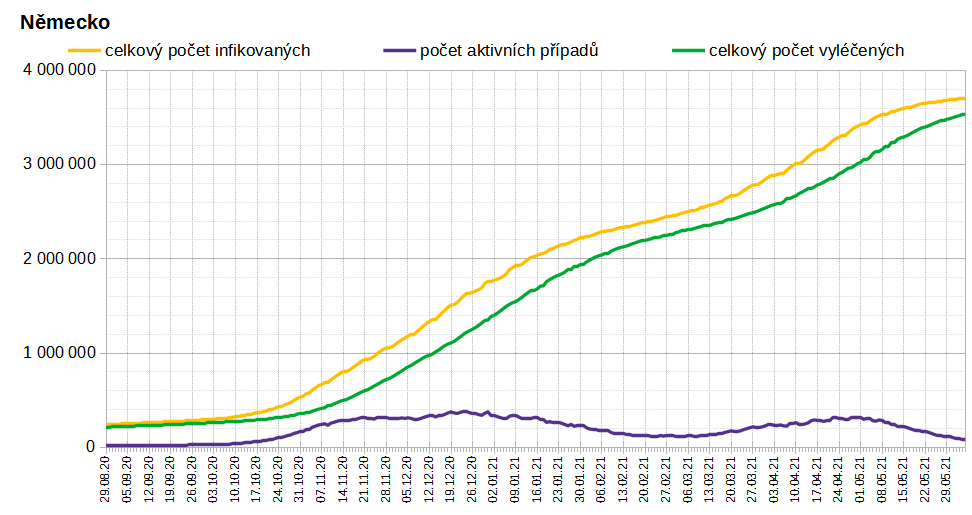 Německo
celkový počet infikovaných počet aktivních případů celkový počet vyléčených
4 000 000
3 000 000
2 000 000
1 000 000
0
29.08.20 05.09.20 12.09.20 19.09.20 26.09.20 03.10.20 10.10.20 17.10.20 24.10.20 31.10.20 07.11.20 14.11.20 21.11.20 28.11.20 05.12.20 12.12.20 19.12.20 26.12.20 02.01.21 09.01.21 16.01.21 23.01.21 30.01.21 06.02.21 13.02.21 20.02.21 27.02.21 06.03.21 13.03.21 20.03.21 27.03.21 03.04.21 10.04.21 17.04.21 24.04.21 01.05.21 08.05.21 15.05.21 22.05.21 29.05.21